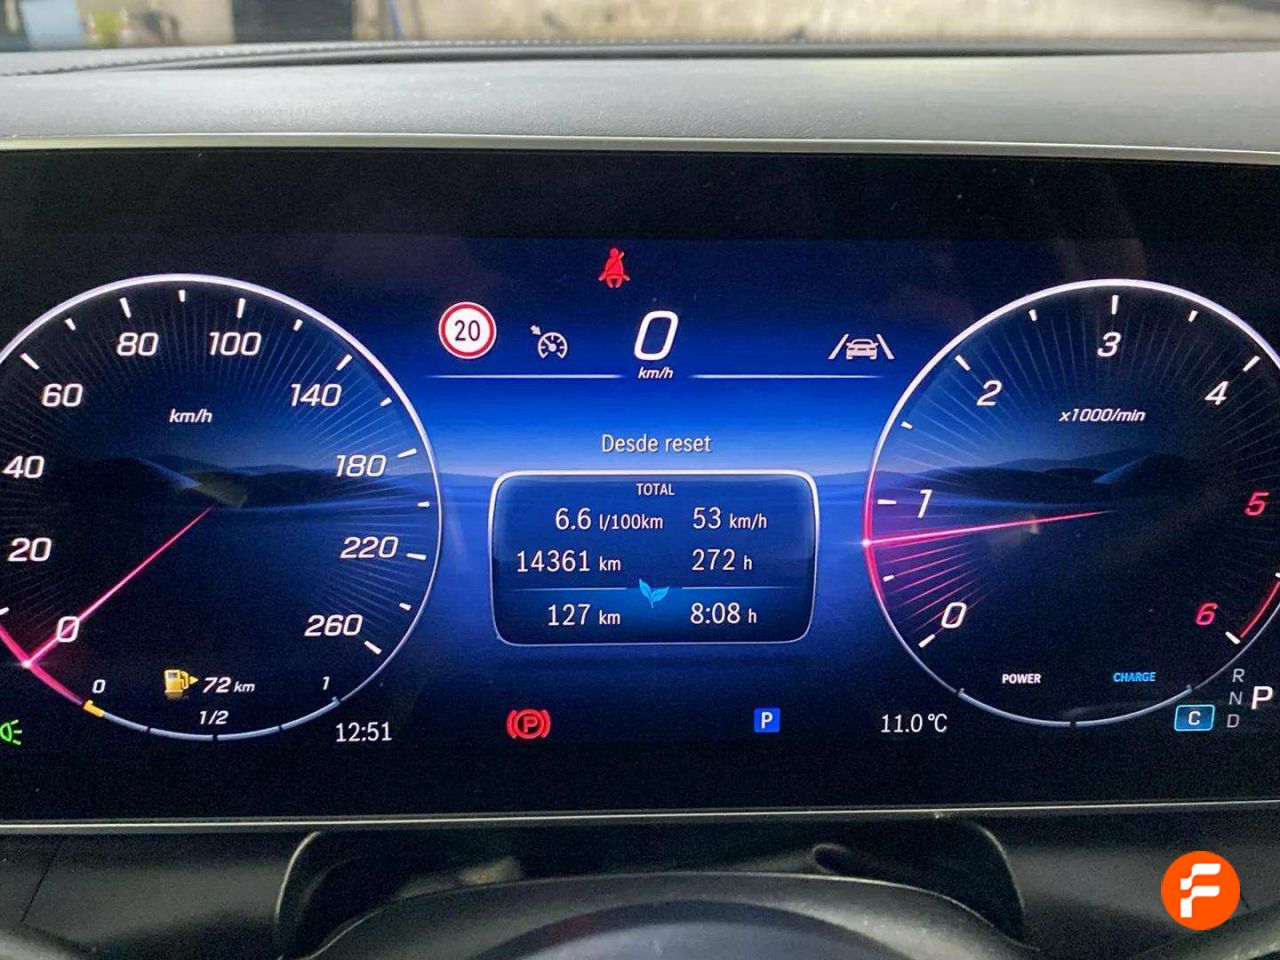 20
0
km/h
80
100
60
140
km/h
40
180
20
220
0
260
0
72 km
1
1/2
12:51
Desde reset
TOTAL
6.6 l/100km 53 km/h
14361 km 272 h
127 km 8:08 h
P
P
11.0 °C
3
2
4
x1000/min
1
5
0
6
POWER
CHARGE
R
N P
C D
F